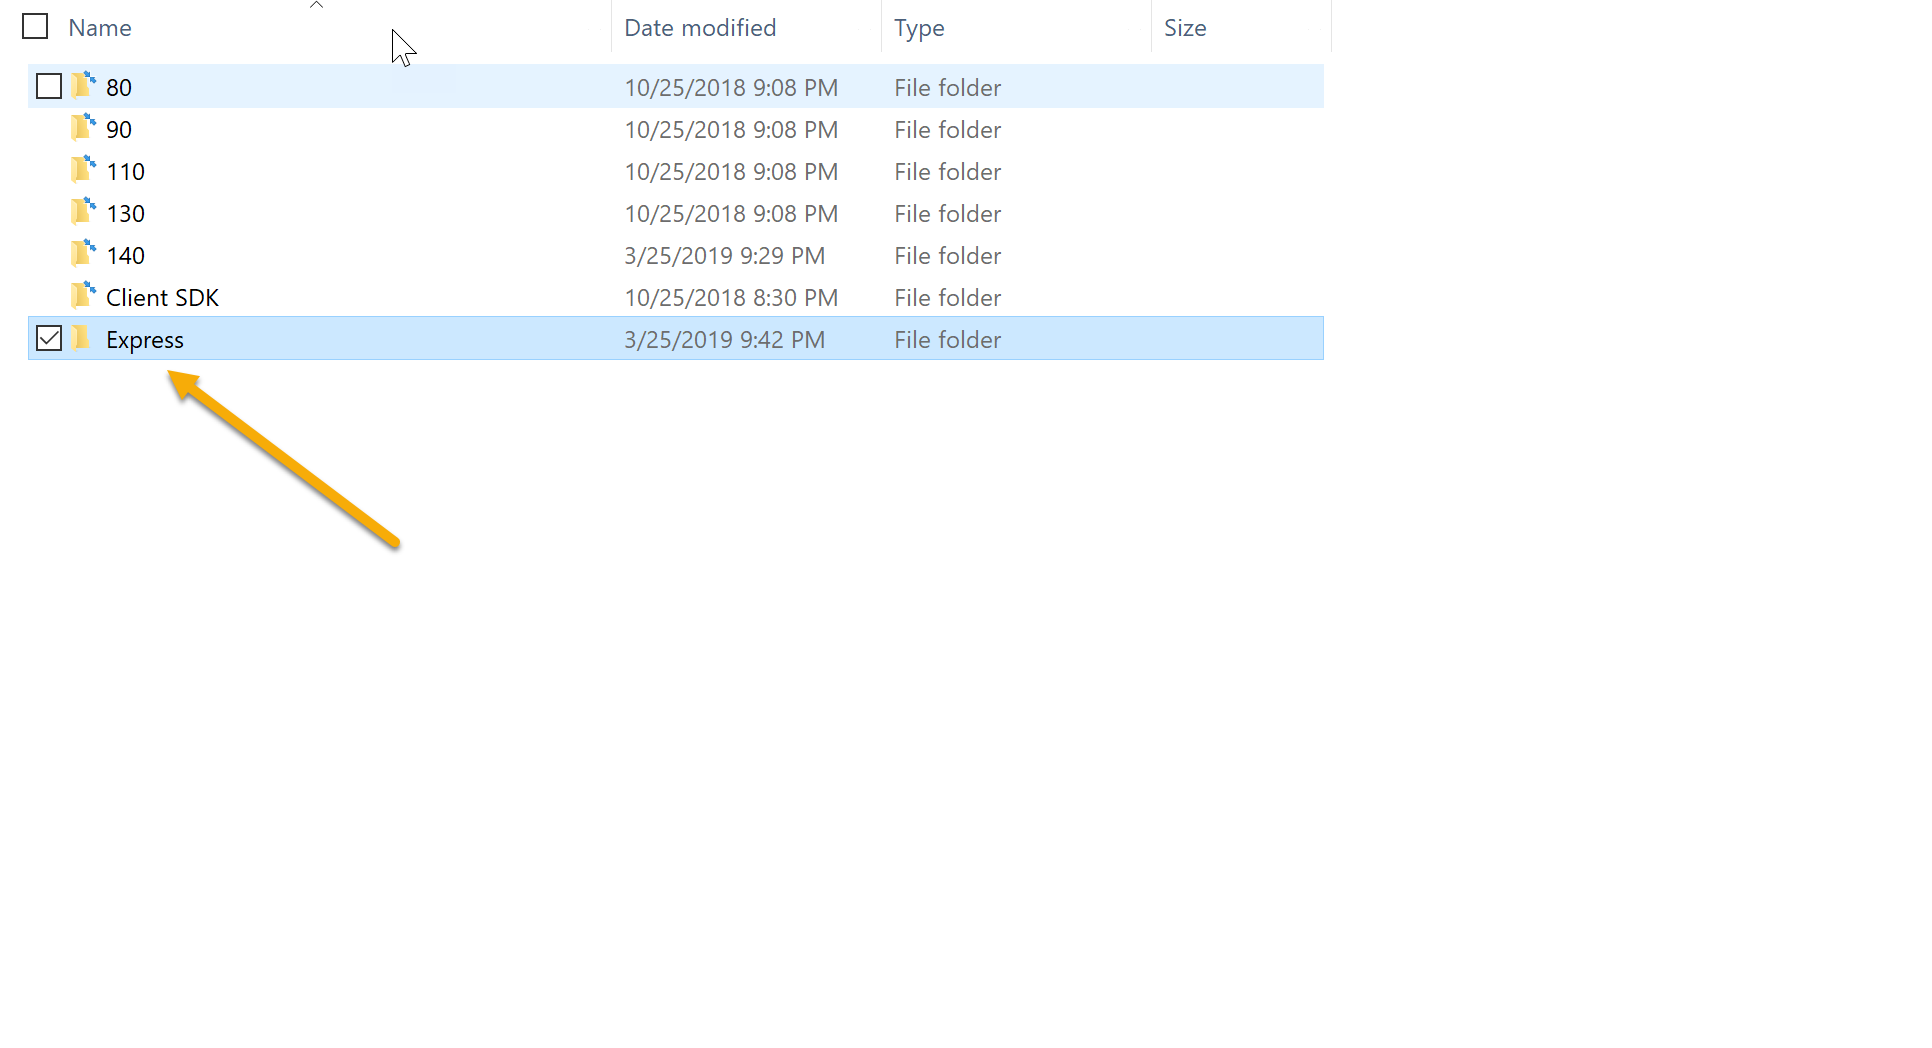 Name Date modified Type Size
80 10/25/2018 9:08 PM File folder
90 10/25/2018 9:08 PM File folder
110 10/25/2018 9:08 PM File folder
130 10/25/2018 9:08 PM File folder
140 3/25/2019 9:29 PM File folder
Client SDK 10/25/2018 8:30 PM File folder
Express 3/25/2019 9:42 PM File folder